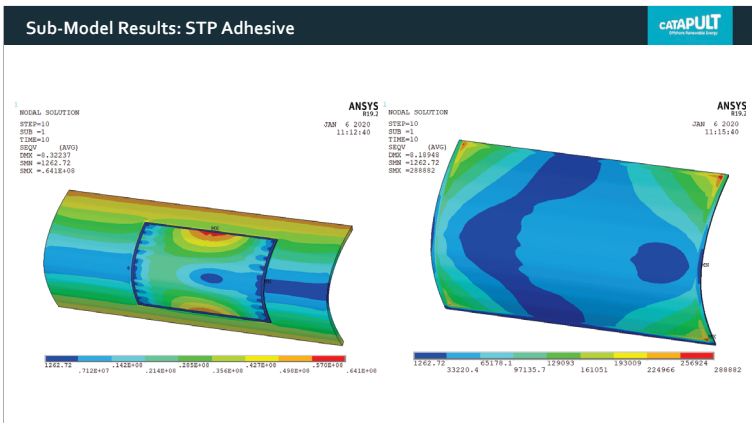 Sub-Model Results: STP Adhesive
CATAPULT
Offshore Renewable Energy
1
NODAL SOLUTION
STEP=10
SUB =1
TIME=10
SEQV (AVG)
DMX =8.32237
SMN =1262.72
SMX =.641E+08
ANSYS
R19.2
JAN 6 2020
11:12:40
MX
1262.72
.712E+07
.142E+08
.214E+08
.285E+08
.356E+08
.427E+08
.498E+08
.570E+08
.641E+08
1
NODAL SOLUTION
STEP=10
SUB =1
TIME=10
SEQV (AVG)
DMX =8.18948
SMN =1262.72
SMX =288882
ANSYS
R19.2
JAN 6 2020
11:15:40
1262.72
33220.4
65178.1
97135.7
129093
161051
193009
224966
256924
288882